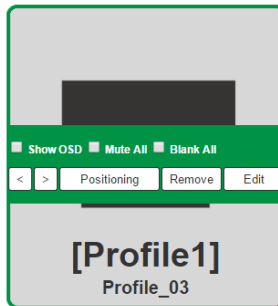 Show OSD Mute All Blank All
< > Positioning Remove Edit
[Profile1]
Profile_03